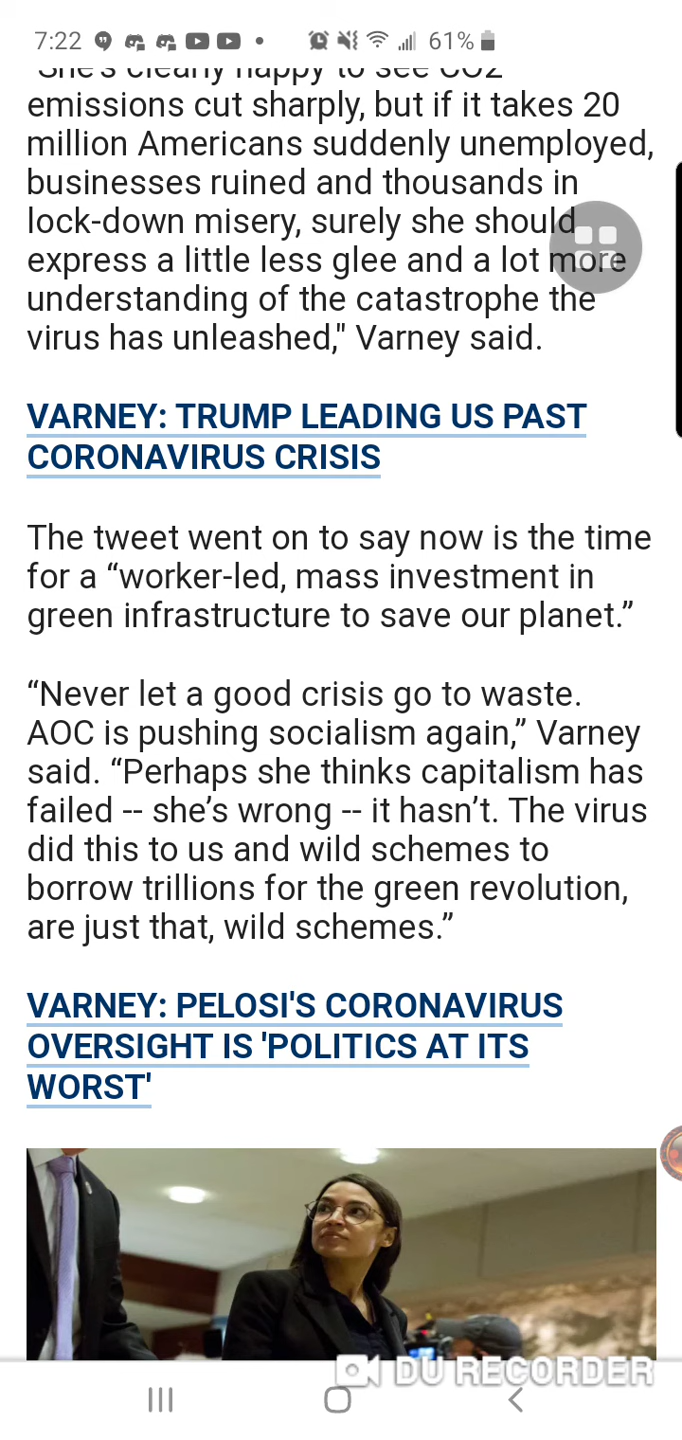 7:22 61%
"She's clearly happy to see CO2
emissions cut sharply, but if it takes 20
million Americans suddenly unemployed,
businesses ruined and thousands in
lock-down misery, surely she should
express a little less glee and a lot more
understanding of the catastrophe the
virus has unleashed," Varney said.
VARNEY: TRUMP LEADING US PAST
CORONAVIRUS CRISIS
The tweet went on to say now is the time
for a “worker-led, mass investment in
green infrastructure to save our planet.”
“Never let a good crisis go to waste.
AOC is pushing socialism again,” Varney
said. “Perhaps she thinks capitalism has
failed -- she’s wrong -- it hasn’t. The virus
did this to us and wild schemes to
borrow trillions for the green revolution,
are just that, wild schemes.”
VARNEY: PELOSI'S CORONAVIRUS
OVERSIGHT IS 'POLITICS AT ITS
WORST'
DU RECORDER